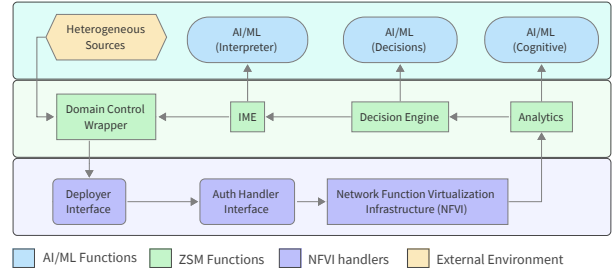 Heterogeneous
Sources
AI/ML
(Interpreter)
AI/ML
(Decisions)
AI/ML
(Cognitive)
Domain Control
Wrapper
IME
Decision Engine
Analytics
Deployer
Interface
Auth Handler
Interface
Network Function Virtualization
Infrastructure (NFVI)
AI/ML Functions
ZSM Functions
NFVI handlers
External Environment